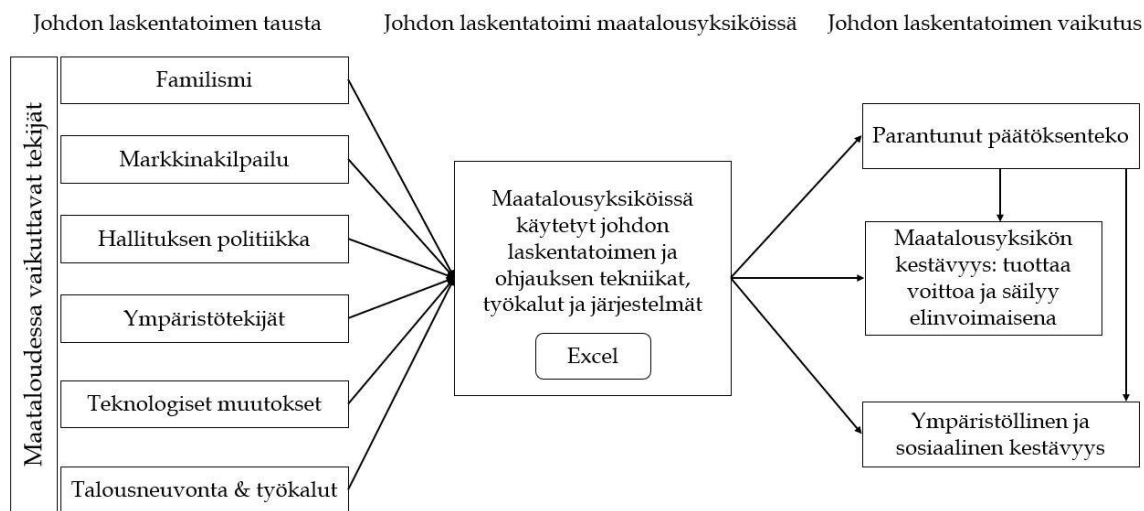 Johdon laskentatoimen tausta
Johdon laskentatoimi maatalousyksiköissä
Johdon laskentatoimen vaikutus
Maataloudessa vaikuttavat tekijät
Familismi
Markkinakilpailu
Hallituksen politiikka
Ympäristötekijät
Teknologiset muutokset
Talousneuvonta & työkalut
Maatalousyksiköissä
käytetyt johdon
laskentatoimen ja
ohjauksen tekniikat,
työkalut ja järjestelmät
Excel
Parantunut päätöksenteko
Maatalousyksikön
kestävyys: tuottaa
voittoa ja säilyy
elinvoimaisena
Ympäristöllinen ja
sosiaalinen kestävyys